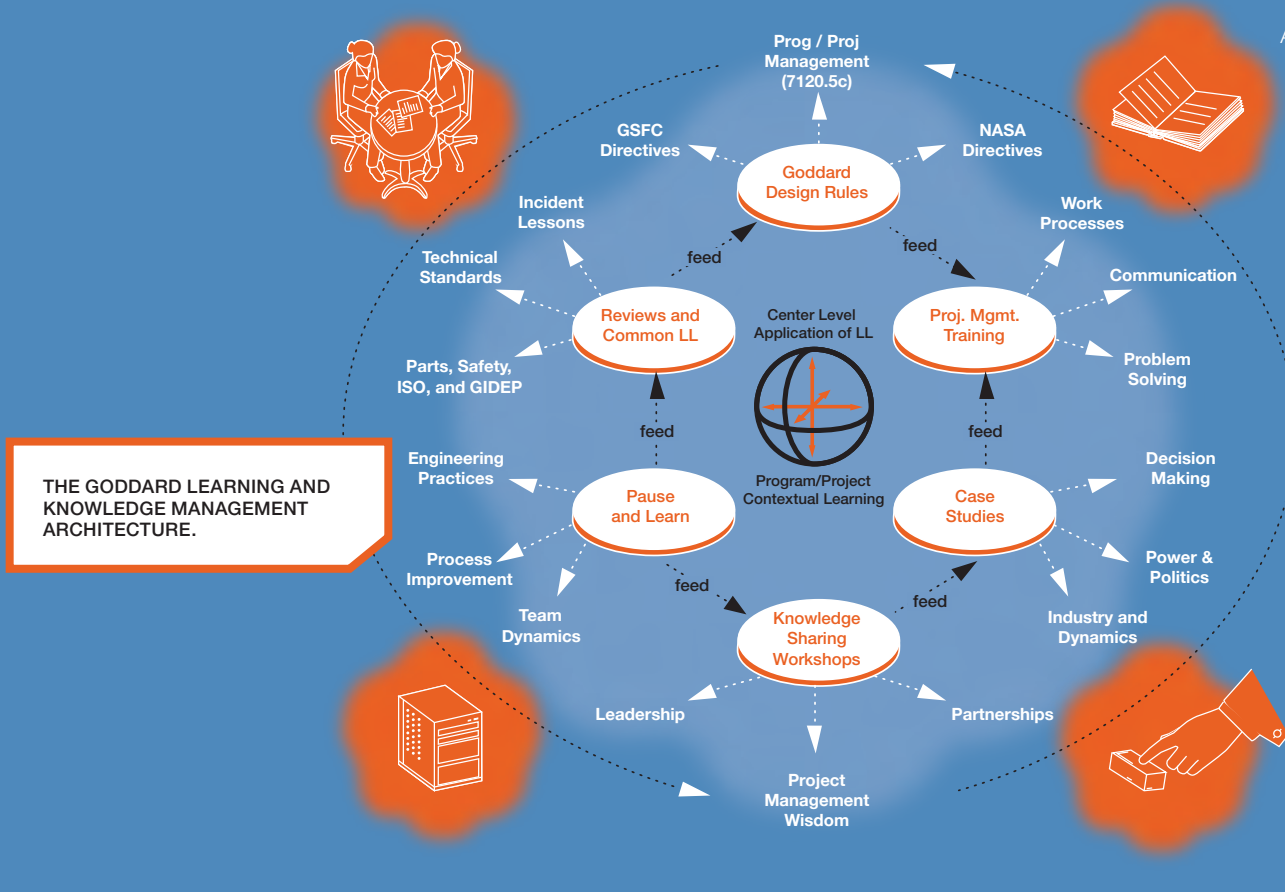 Prog / Proj
Management
(7120.5c)
GSFC
Directives
NASA
Directives
Goddard
Design Rules
Incident
Lessons
Work
Processes
feed
feed
Technical
Standards
Communication
Reviews and
Common LL
Center Level
Application of LL
Proj. Mgmt.
Training
Parts, Safety,
ISO, and GIDEP
Problem
Solving
feed
feed
Engineering
Practices
Program/Project
Contextual Learning
Decision
Making
THE GODDARD LEARNING AND
KNOWLEDGE MANAGEMENT
ARCHITECTURE.
Pause
and Learn
Case
Studies
Process
Improvement
Power &
Politics
feed
feed
Team
Dynamics
Knowledge
Sharing
Workshops
Industry and
Dynamics
Leadership
Partnerships
Project
Management
Wisdom